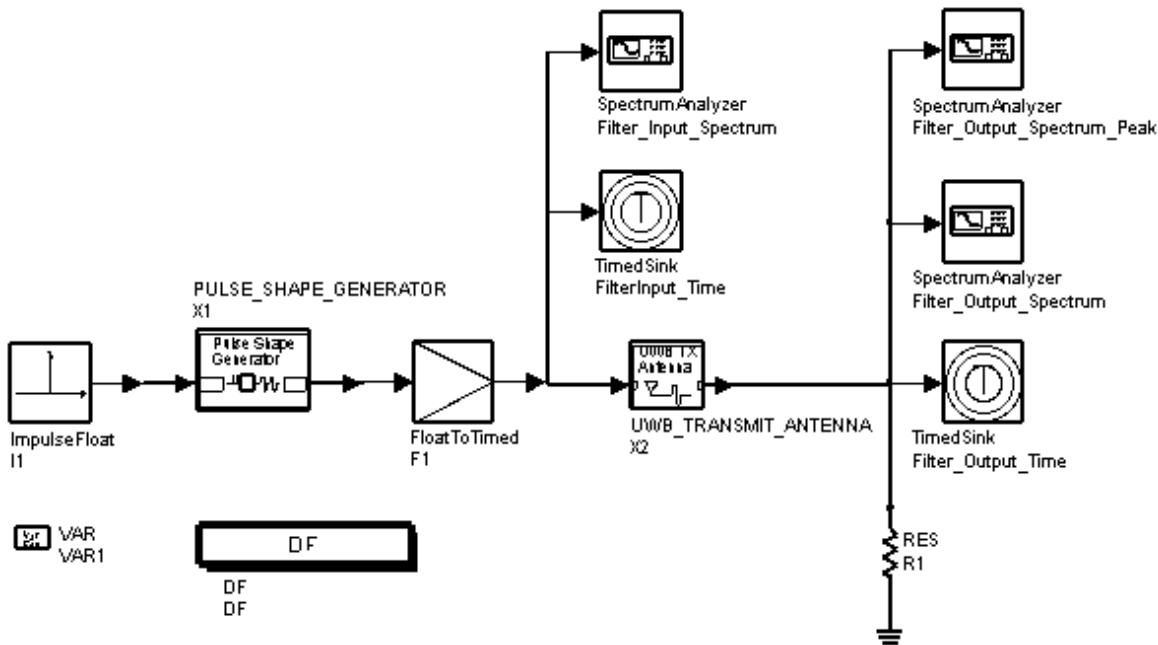 SpectrumAnalyzer
Filter_Input_Spectrum
SpectrumAnalyzer
Filter_Output_Spectrum_Peak
TimedSink
FilterInput_Time
SpectrumAnalyzer
Filter_Output_Spectrum
PULSE_SHAPE_GENERATOR
X1
Pulse Shape
Generator
ImpulseFloat
I1
FloatToTimed
F1
UWB TX
Antenna
UWB_TRANSMIT_ANTENNA
X2
TimedSink
Filter_Output_Time
VAR
VAR1
DF
DF
DF
RES
R1